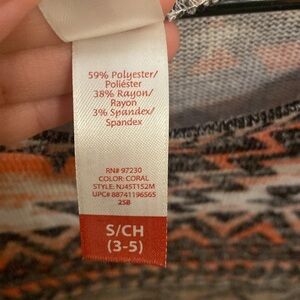 59% Polyester/
Poliéster
38% Rayon/
Rayon
3% Spandex/
Spandex
RN# 97230
COLOR: CORAL
STYLE: NJ45T152M
UPC# 88741196565
25B
S/CH
(3-5)